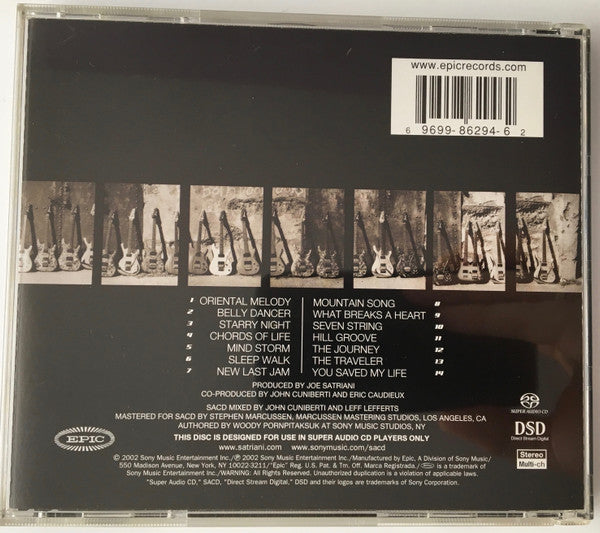 www.epicrecords.com
6 9699-86294-6 2
1 ORIENTAL MELODY
2 BELLY DANCER
3 STARRY NIGHT
4 CHORDS OF LIFE
5 MIND STORM
6 SLEEP WALK
7 NEW LAST JAM
MOUNTAIN SONG 8
WHAT BREAKS A HEART 9
SEVEN STRING 10
HILL GROOVE 11
THE JOURNEY 12
THE TRAVELER 13
YOU SAVED MY LIFE 14
PRODUCED BY JOE SATRIANI
CO-PRODUCED BY JOHN CUNIBERTI AND ERIC CAUDIEUX
SACD MIXED BY JOHN CUNIBERTI AND LEFF LEFFERTS
MASTERED FOR SACD BY STEPHEN MARCUSSEN, MARCUSSEN MASTERING STUDIOS, LOS ANGELES, CA
AUTHORED BY WOODY PORNPITAKSUK AT SONY MUSIC STUDIOS, NY
THIS DISC IS DESIGNED FOR USE IN SUPER AUDIO CD PLAYERS ONLY
www.satriani.com www.sonymusic.com/sacd
EPIC
© 2002 Sony Music Entertainment Inc./℗ 2002 Sony Music Entertainment Inc./Manufactured by Epic, A Division of Sony Music/
550 Madison Avenue, New York, NY 10022-3211/"Epic" Reg. U.S. Pat. & Tm. Off. Marca Registrada./ EPIC is a trademark of
Sony Music Entertainment Inc./WARNING: All Rights Reserved. Unauthorized duplication is a violation of applicable laws.
"Super Audio CD," SACD, "Direct Stream Digital," DSD and their logos are trademarks of Sony Corporation.
SUPER AUDIO CD
DSD
Direct Stream Digital
Stereo
Multi-ch